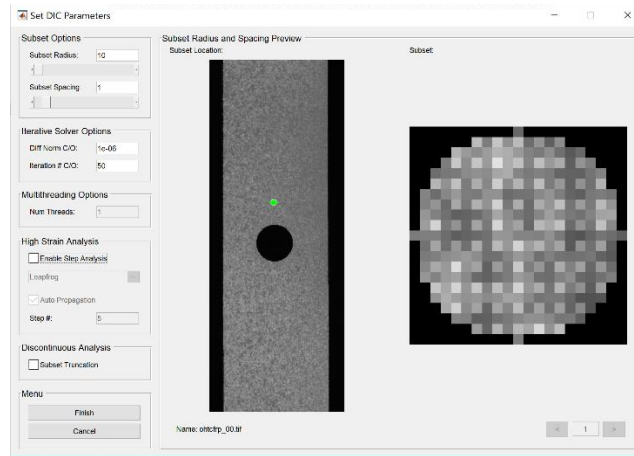 Set DIC Parameters
Subset Options
Subset Radius: 10
Subset Spacing 1
Iterative Solver Options
Diff Norm C/O: 1e-06
Iteration # C/O: 50
Multithreading Options
Num Threads: 1
High Strain Analysis
Enable Step Analysis
Leapfrog
Auto Propagation
Step #: 5
Discontinuous Analysis
Subset Truncation
Menu
Finish
Cancel
Subset Radius and Spacing Preview
Subset Location:
Subset:
Name: ohtcfrp_00.tif
< 1 >